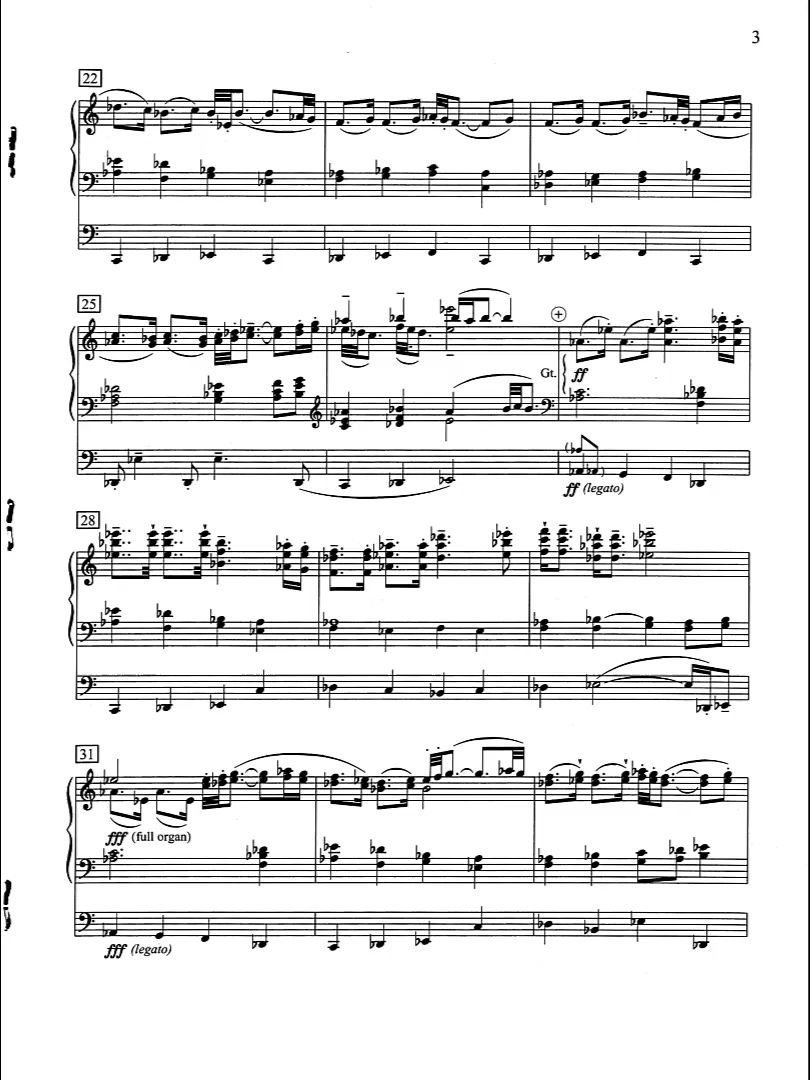 3
22
25
Gt.
ff
ff (legato)
28
31
fff (full organ)
fff (legato)